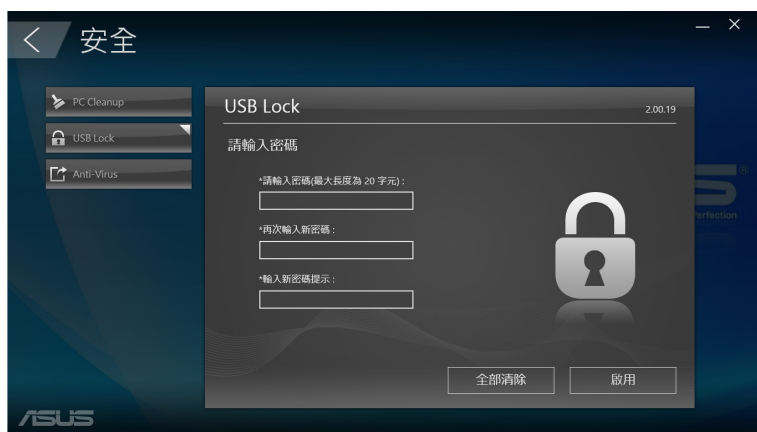 安全
PC Cleanup
USB Lock
Anti-Virus
USB Lock
2.00.19
請輸入密碼
*請輸入密碼(最大長度為 20 字元) :
*再次輸入新密碼 :
*輸入新密碼提示 :
全部清除
啟用
®
Perfection
ASUS